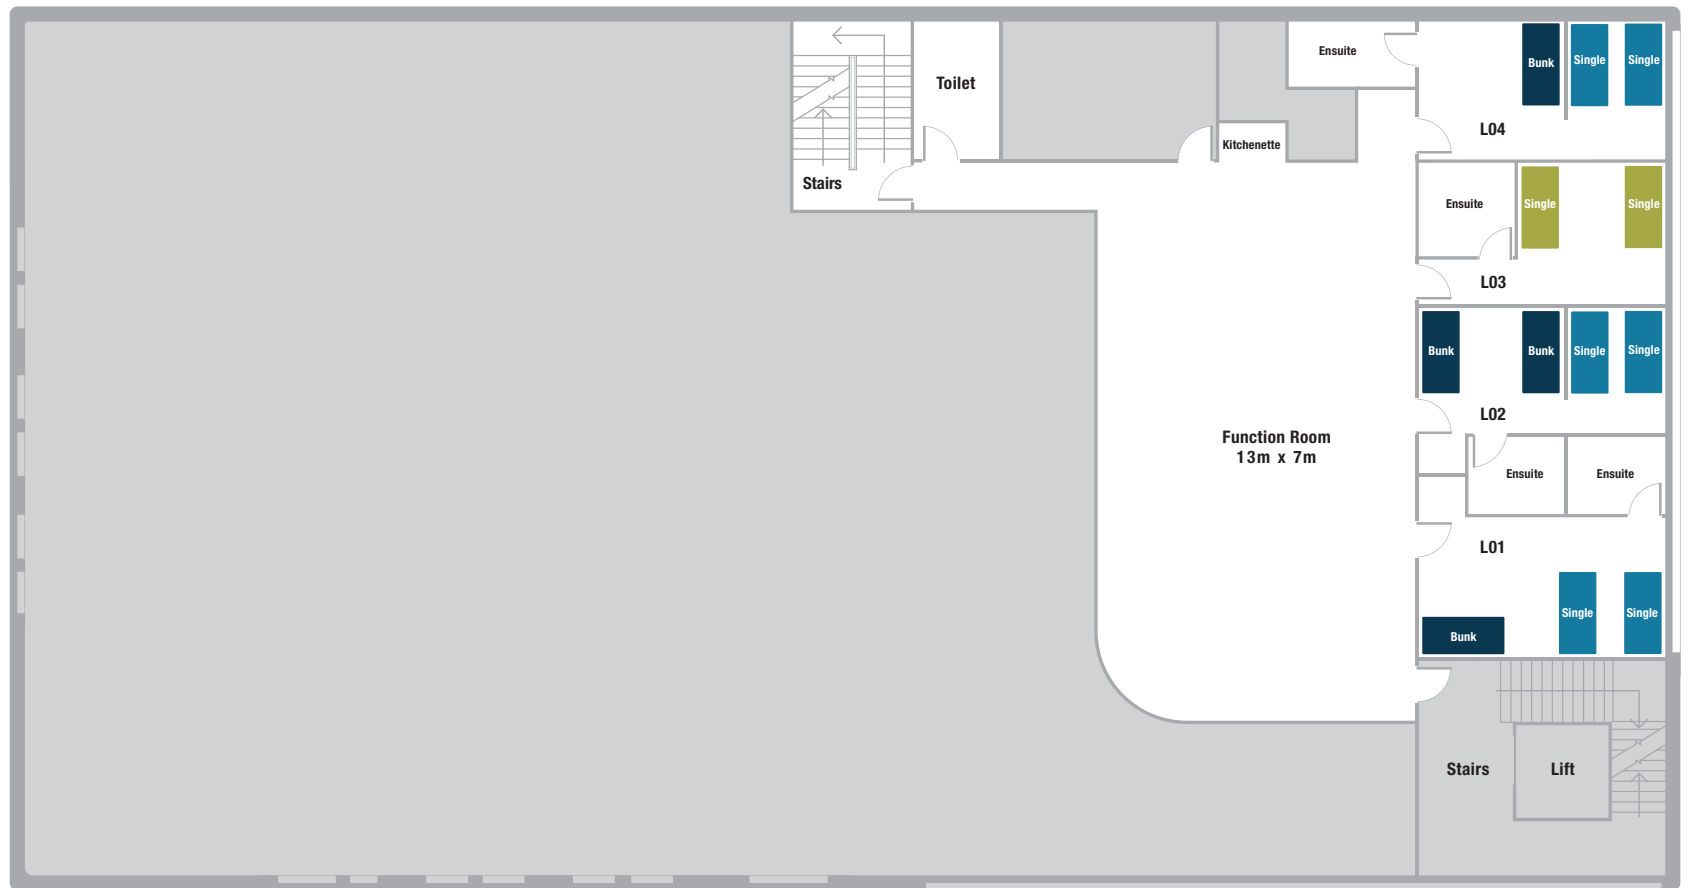 Ensuite
Bunk
Single
Single
Toilet
L04
Kitchenette
Stairs
Ensuite
Single
Single
L03
Bunk
Bunk
Single
Single
L02
Function Room
13m x 7m
Ensuite
Ensuite
L01
Single
Single
Bunk
Stairs
Lift